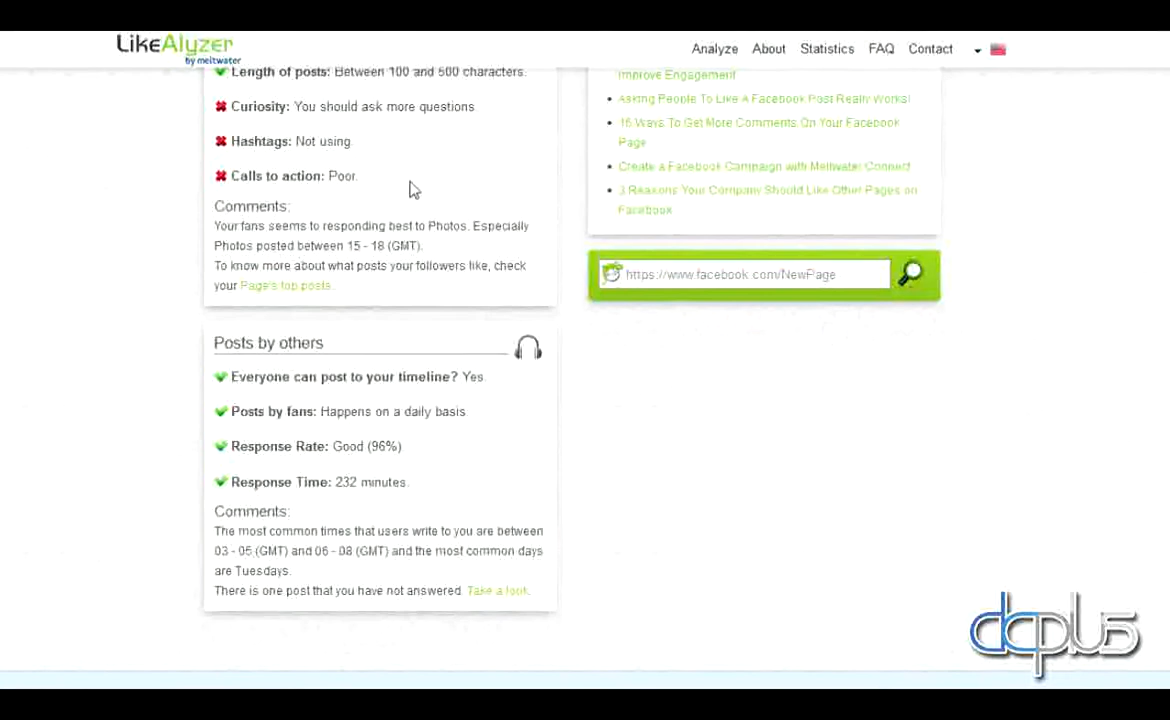 LikeAlyzer
by meltwater
Analyze About Statistics FAQ Contact
Length of posts: Between 100 and 500 characters.
Curiosity: You should ask more questions
Hashtags: Not using.
Calls to action: Poor.
Comments:
Your fans seems to responding best to Photos. Especially
Photos posted between 15 - 18 (GMT).
To know more about what posts your followers like, check
your Page's top posts.
Posts by others
Everyone can post to your timeline? Yes.
Posts by fans: Happens on a daily basis.
Response Rate: Good (96%)
Response Time: 232 minutes.
Comments:
The most common times that users write to you are between
03 - 05 (GMT) and 06 - 08 (GMT) and the most common days
are Tuesdays.
There is one post that you have not answered. Take a look.
Improve Engagement
Asking People To Like A Facebook Post Really Works!
16 Ways To Get More Comments On Your Facebook
Page
Create a Facebook Campaign with Meltwater Connect
3 Reasons Your Company Should Like Other Pages on
Facebook
https://www.facebook.com/NewPage
dcplus